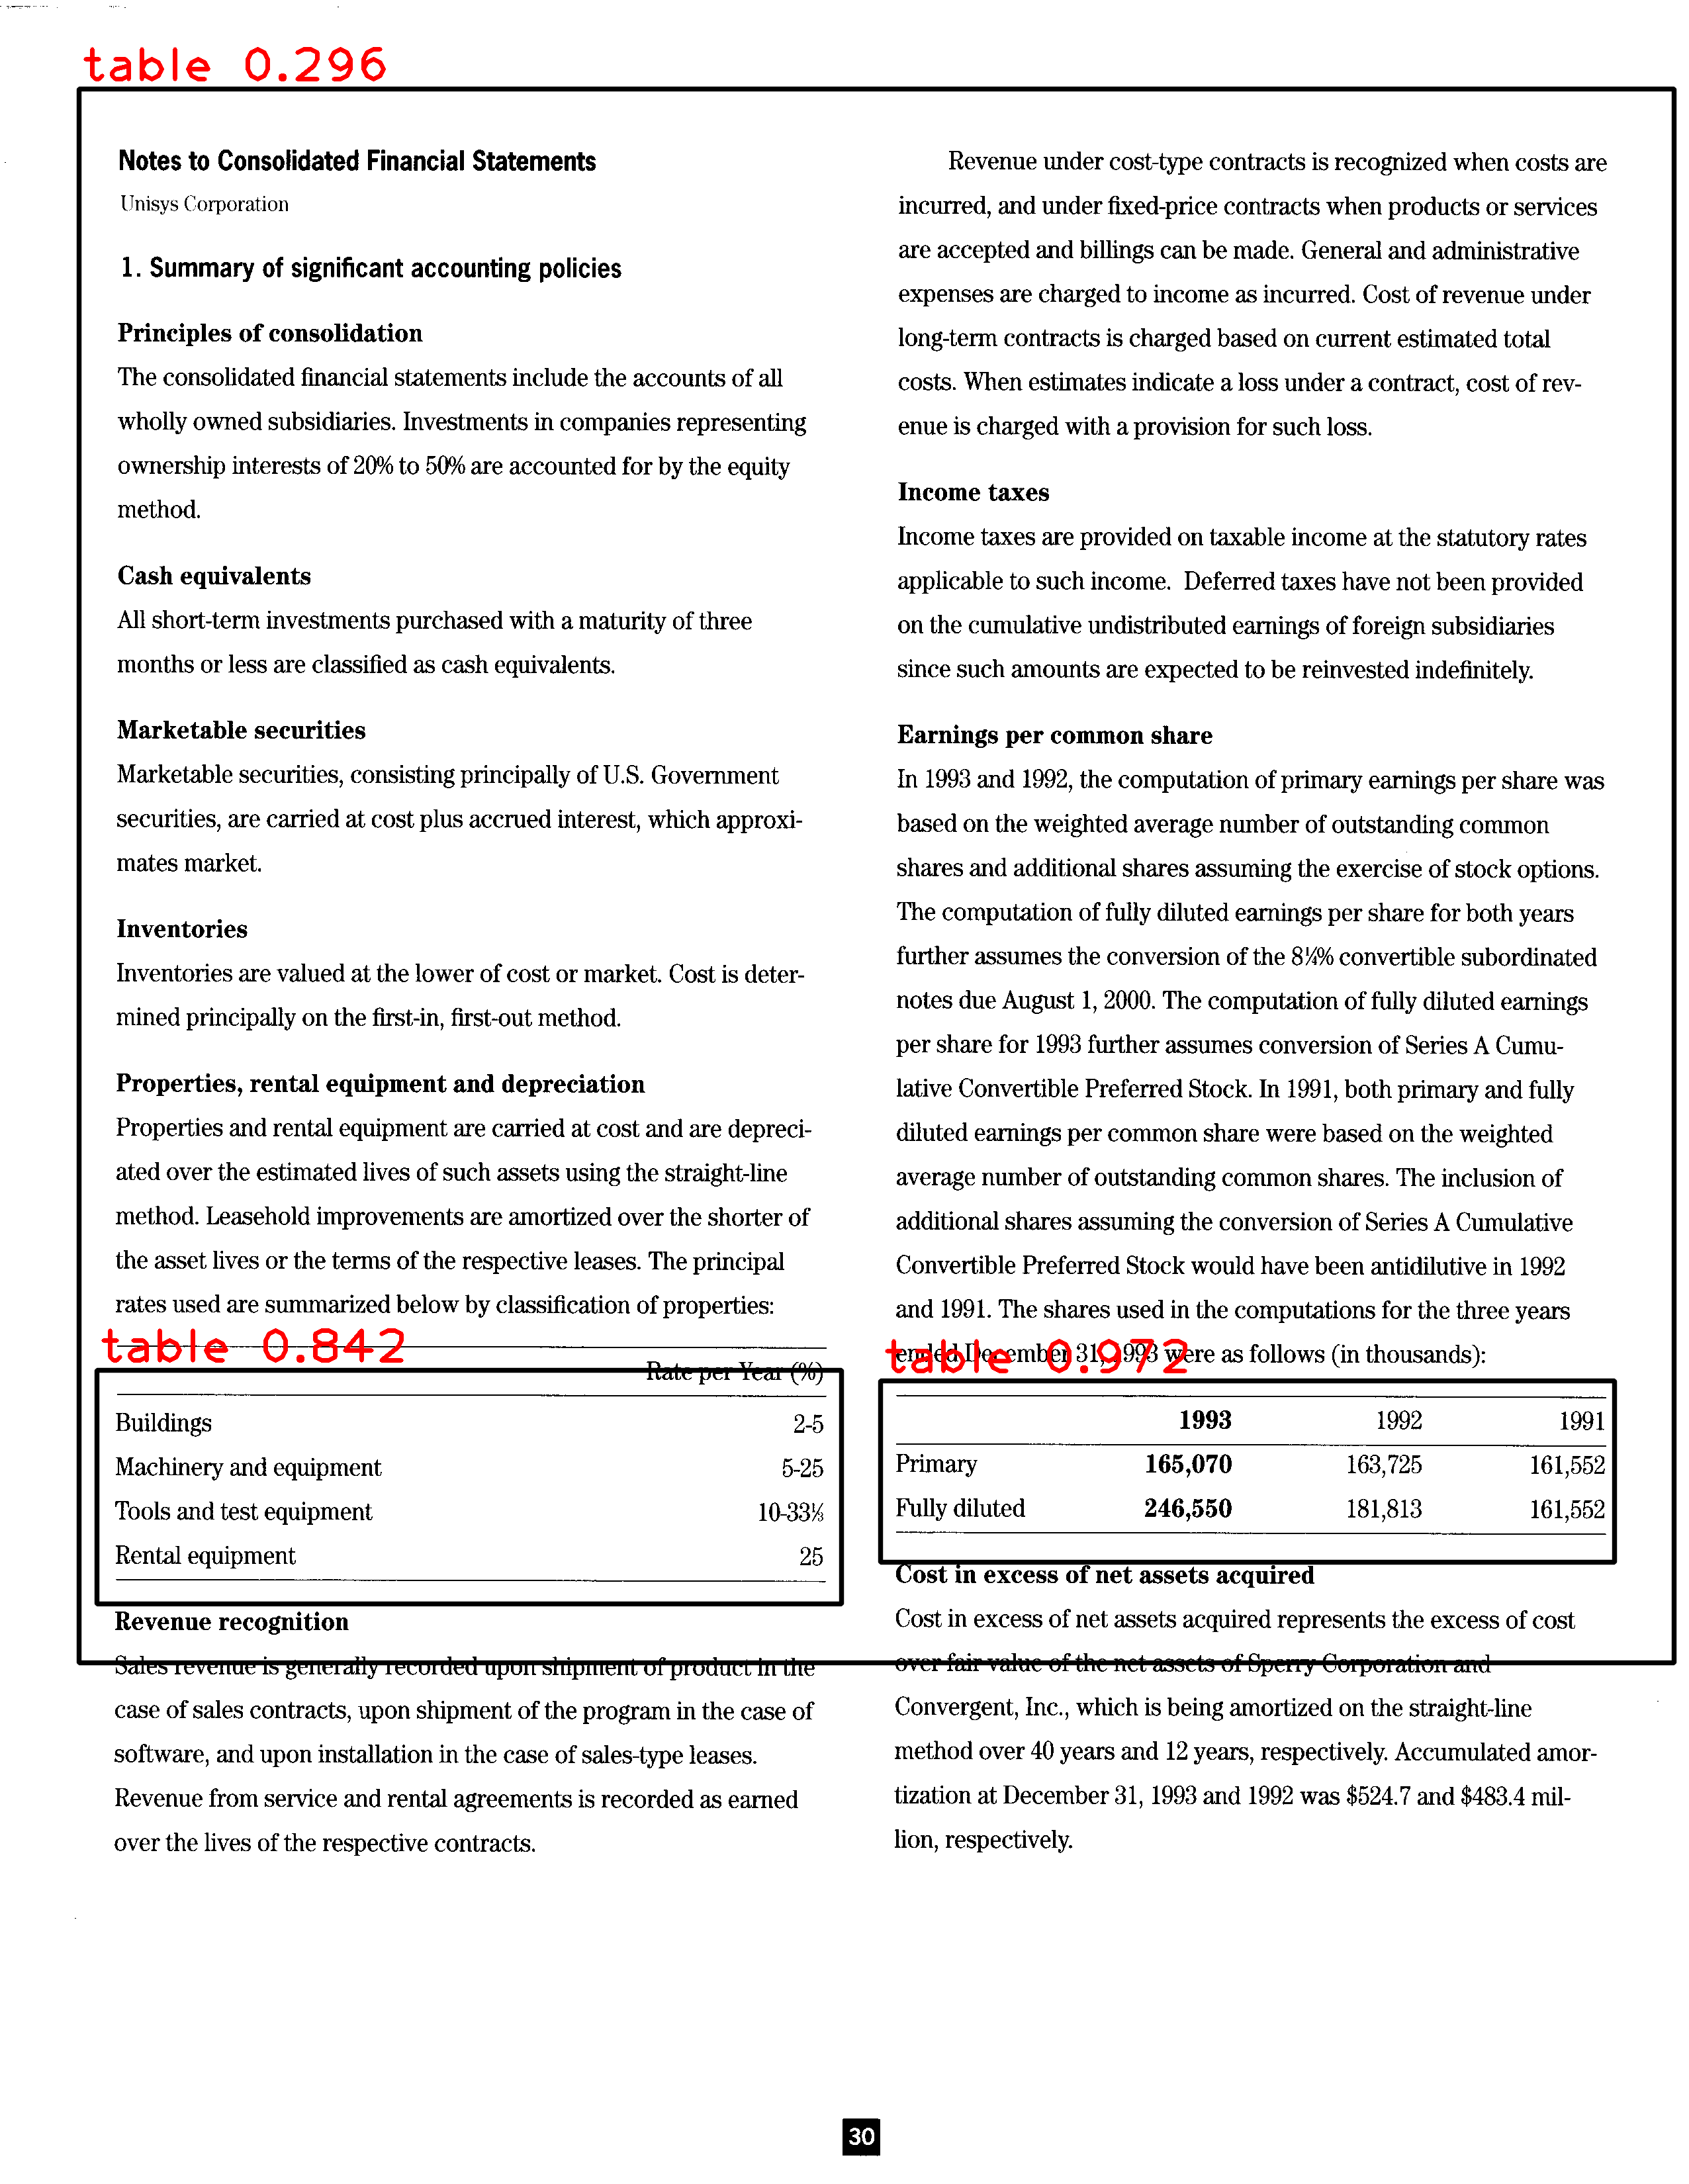 table 0.296
Notes to Consolidated Financial Statements
Unisys Corporation
1. Summary of significant accounting policies
Principles of consolidation
The consolidated financial statements include the accounts of all
wholly owned subsidiaries. Investments in companies representing
ownership interests of 20% to 50% are accounted for by the equity
method.
Cash equivalents
All short-term investments purchased with a maturity of three
months or less are classified as cash equivalents.
Marketable securities
Marketable securities, consisting principally of U.S. Government
securities, are carried at cost plus accrued interest, which approxi-
mates market.
Inventories
Inventories are valued at the lower of cost or market. Cost is deter-
mined principally on the first-in, first-out method.
Properties, rental equipment and depreciation
Properties and rental equipment are carried at cost and are depreci-
ated over the estimated lives of such assets using the straight-line
method. Leasehold improvements are amortized over the shorter of
the asset lives or the terms of the respective leases. The principal
rates used are summarized below by classification of properties:
table 0.842
Rate per Year (%)
Buildings 2-5
Machinery and equipment 5-25
Tools and test equipment 10-33⅓
Rental equipment 25
Revenue recognition
Sales revenue is generally recorded upon shipment of product in the
case of sales contracts, upon shipment of the program in the case of
software, and upon installation in the case of sales-type leases.
Revenue from service and rental agreements is recorded as earned
over the lives of the respective contracts.
Revenue under cost-type contracts is recognized when costs are
incurred, and under fixed-price contracts when products or services
are accepted and billings can be made. General and administrative
expenses are charged to income as incurred. Cost of revenue under
long-term contracts is charged based on current estimated total
costs. When estimates indicate a loss under a contract, cost of rev-
enue is charged with a provision for such loss.
Income taxes
Income taxes are provided on taxable income at the statutory rates
applicable to such income. Deferred taxes have not been provided
on the cumulative undistributed earnings of foreign subsidiaries
since such amounts are expected to be reinvested indefinitely.
Earnings per common share
In 1993 and 1992, the computation of primary earnings per share was
based on the weighted average number of outstanding common
shares and additional shares assuming the exercise of stock options.
The computation of fully diluted earnings per share for both years
further assumes the conversion of the 8¼% convertible subordinated
notes due August 1, 2000. The computation of fully diluted earnings
per share for 1993 further assumes conversion of Series A Cumu-
lative Convertible Preferred Stock. In 1991, both primary and fully
diluted earnings per common share were based on the weighted
average number of outstanding common shares. The inclusion of
additional shares assuming the conversion of Series A Cumulative
Convertible Preferred Stock would have been antidilutive in 1992
and 1991. The shares used in the computations for the three years
ended December 31, 1993 were as follows (in thousands):
table 0.972
1993 1992 1991
Primary 165,070 163,725 161,552
Fully diluted 246,550 181,813 161,552
Cost in excess of net assets acquired
Cost in excess of net assets acquired represents the excess of cost
over fair value of the net assets of Sperry Corporation and
Convergent, Inc., which is being amortized on the straight-line
method over 40 years and 12 years, respectively. Accumulated amor-
tization at December 31, 1993 and 1992 was $524.7 and $483.4 mil-
lion, respectively.
30